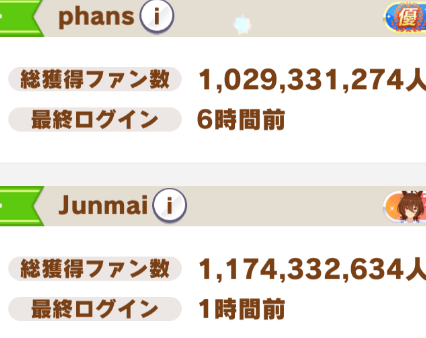 phans i 優
総獲得ファン数 1,029,331,274人
最終ログイン 6時間前
Junmai i
総獲得ファン数 1,174,332,634人
最終ログイン 1時間前